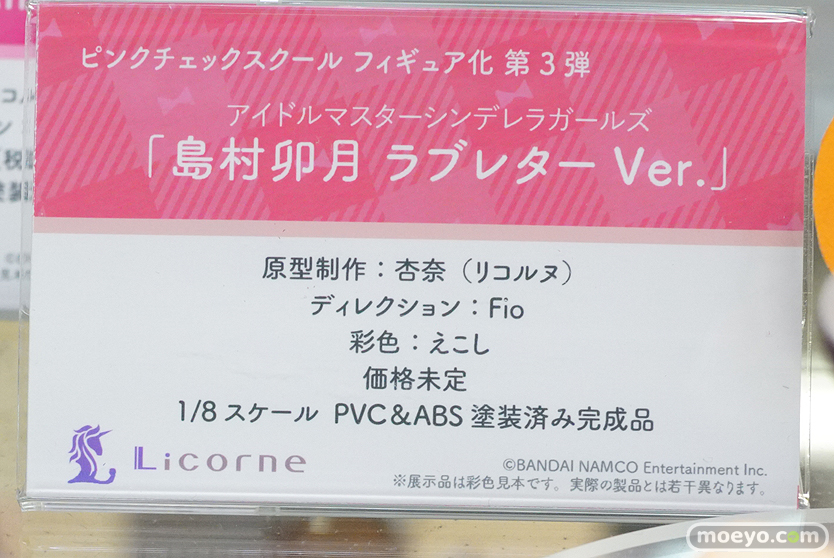 ピンクチェックスクール フィギュア化 第3弾
アイドルマスターシンデレラガールズ
「島村卯月 ラブレター Ver.」
原型制作：杏奈（リコルヌ）
ディレクション：Fio
彩色：えこし
価格未定
1/8スケール PVC&ABS 塗装済み完成品
Licorne
©BANDAI NAMCO Entertainment Inc.
※展示品は彩色見本です。実際の製品とは若干異なります。
moeyo.com